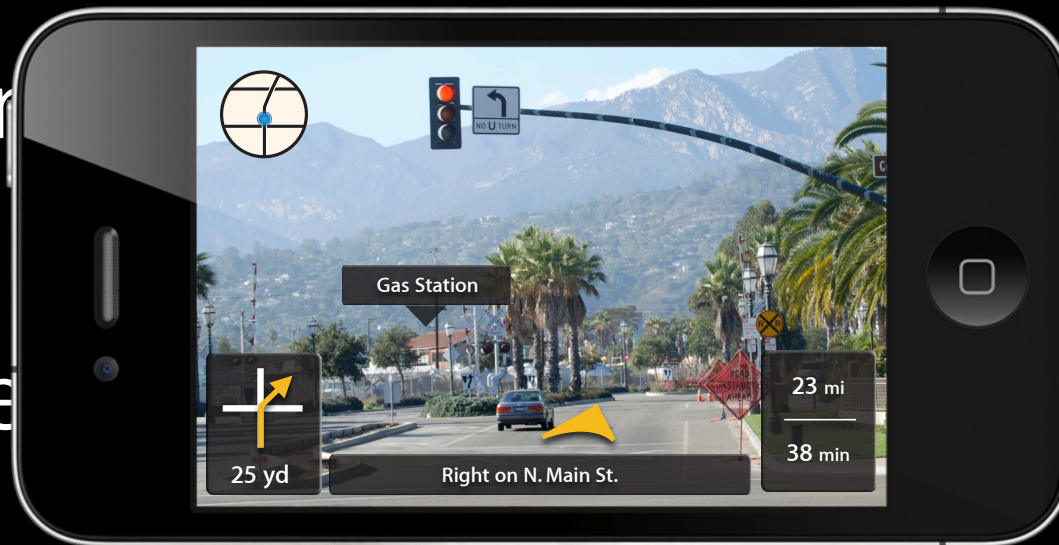 NO U TURN
Gas Station
ROAD
CONSTRUCTION
AHEAD
23 mi
38 min
25 yd
Right on N. Main St.